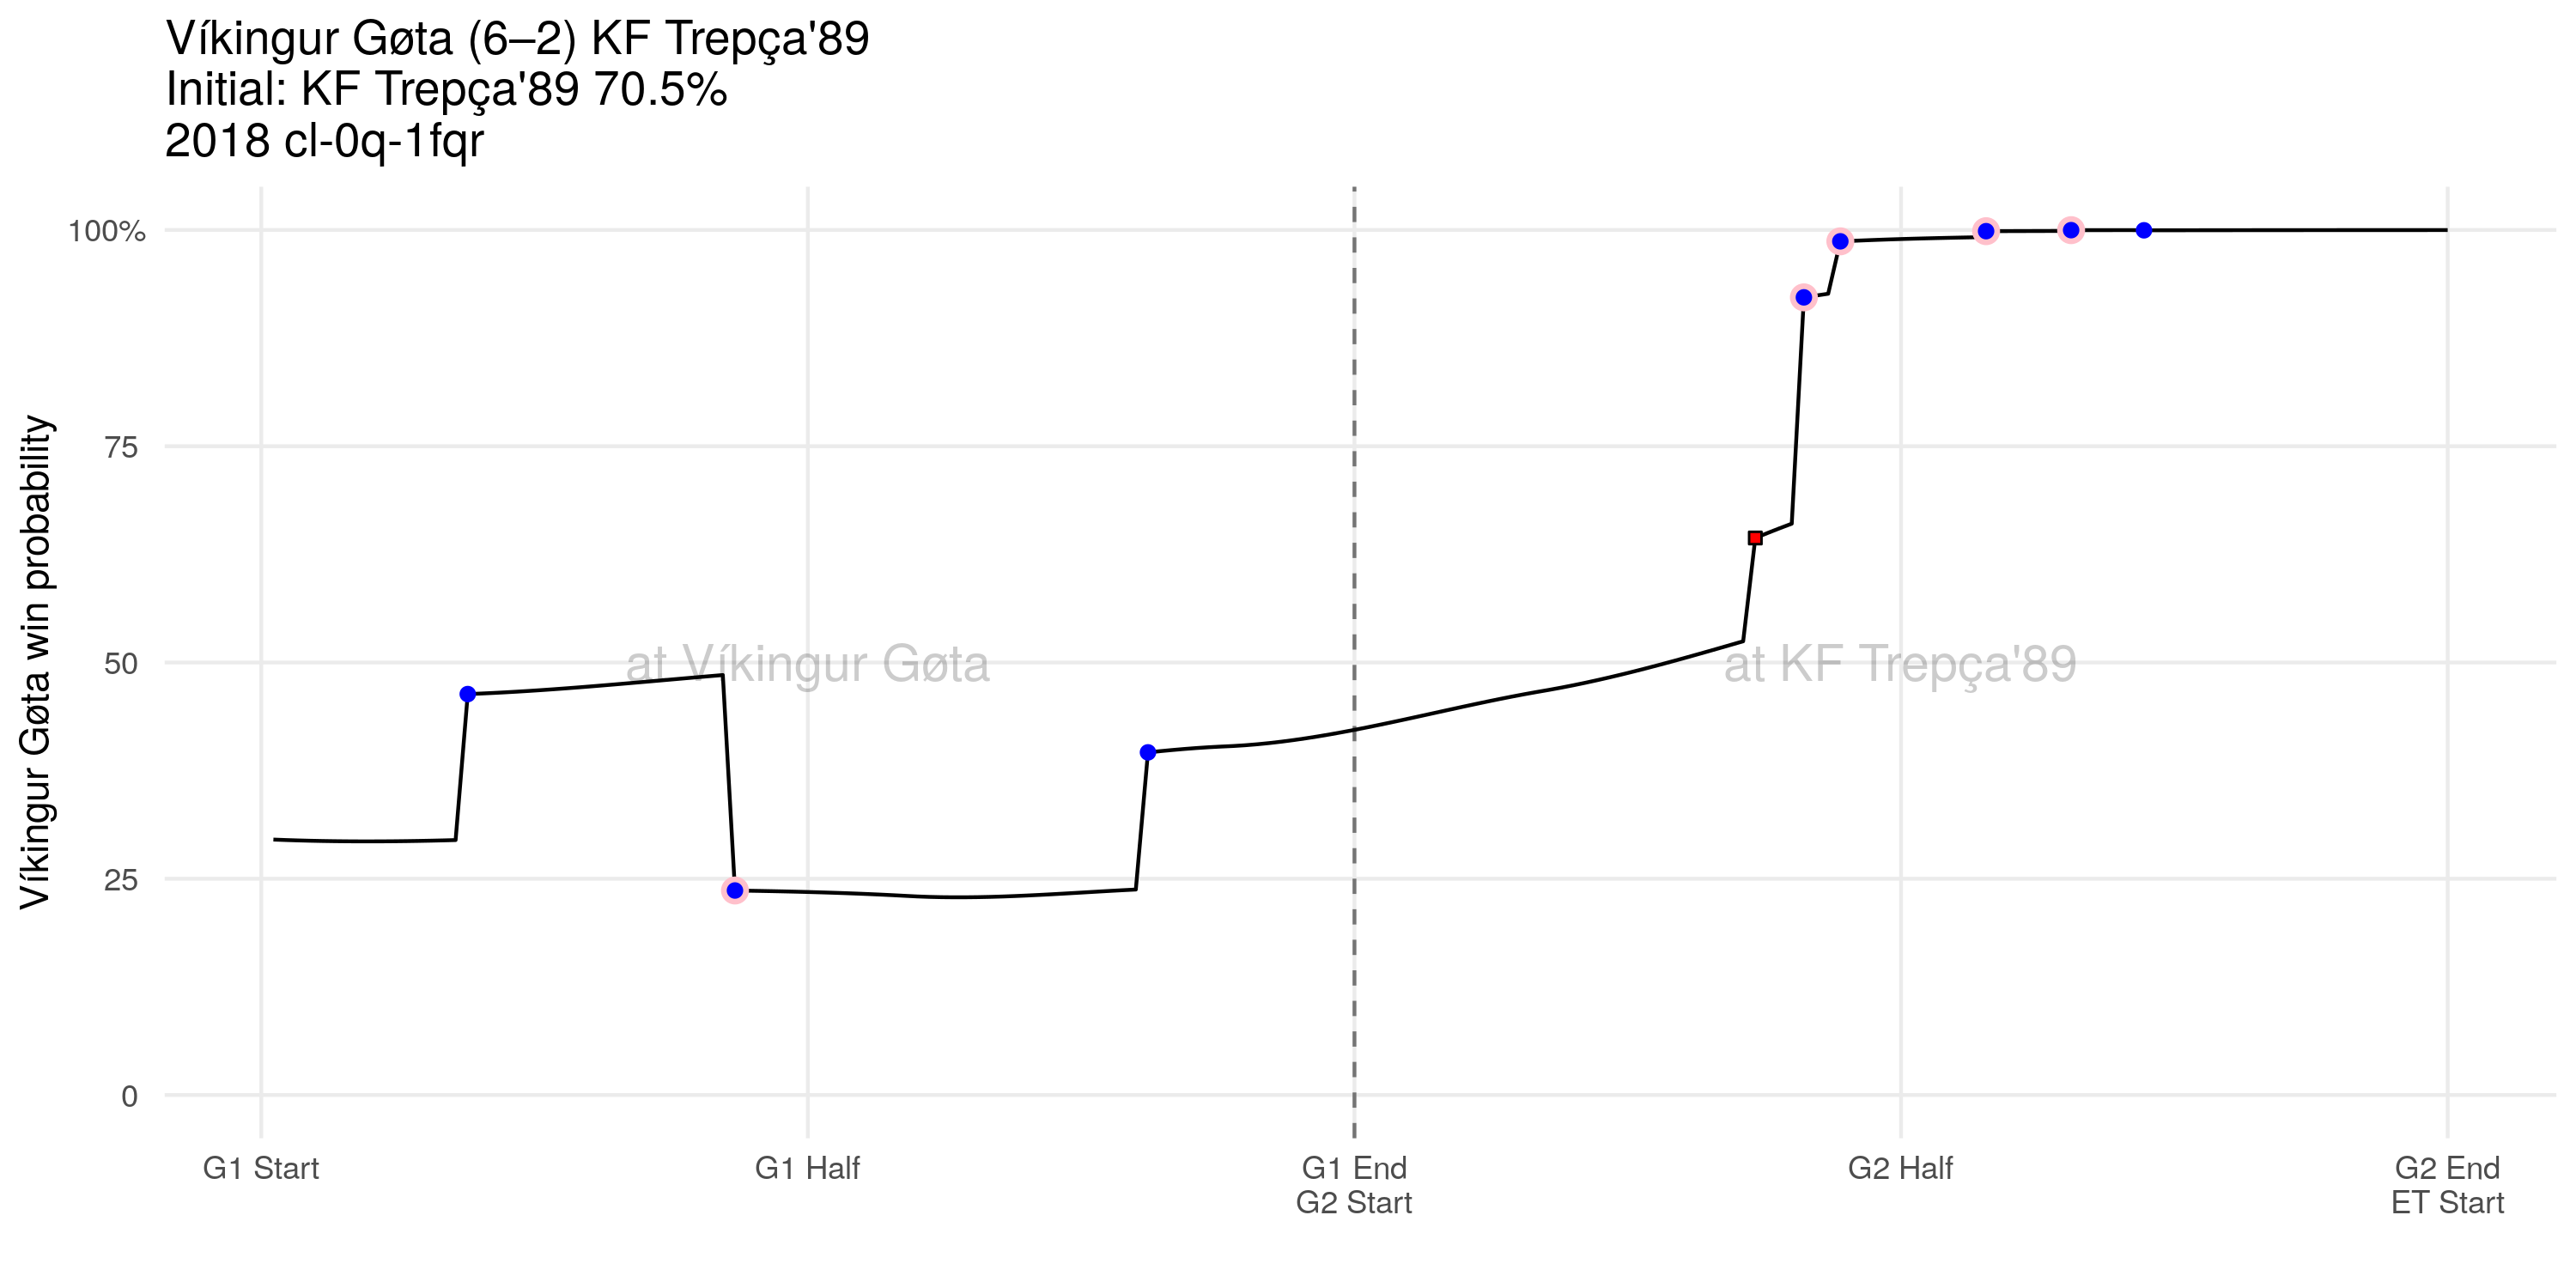 Víkingur Gøta (6–2) KF Trepça'89
Initial: KF Trepça'89 70.5%
2018 cl-0q-1fqr
Víkingur Gøta win probability
100%
75
50
25
0
at Víkingur Gøta
at KF Trepça'89
G1 Start
G1 Half
G1 End
G2 Start
G2 Half
G2 End
ET Start